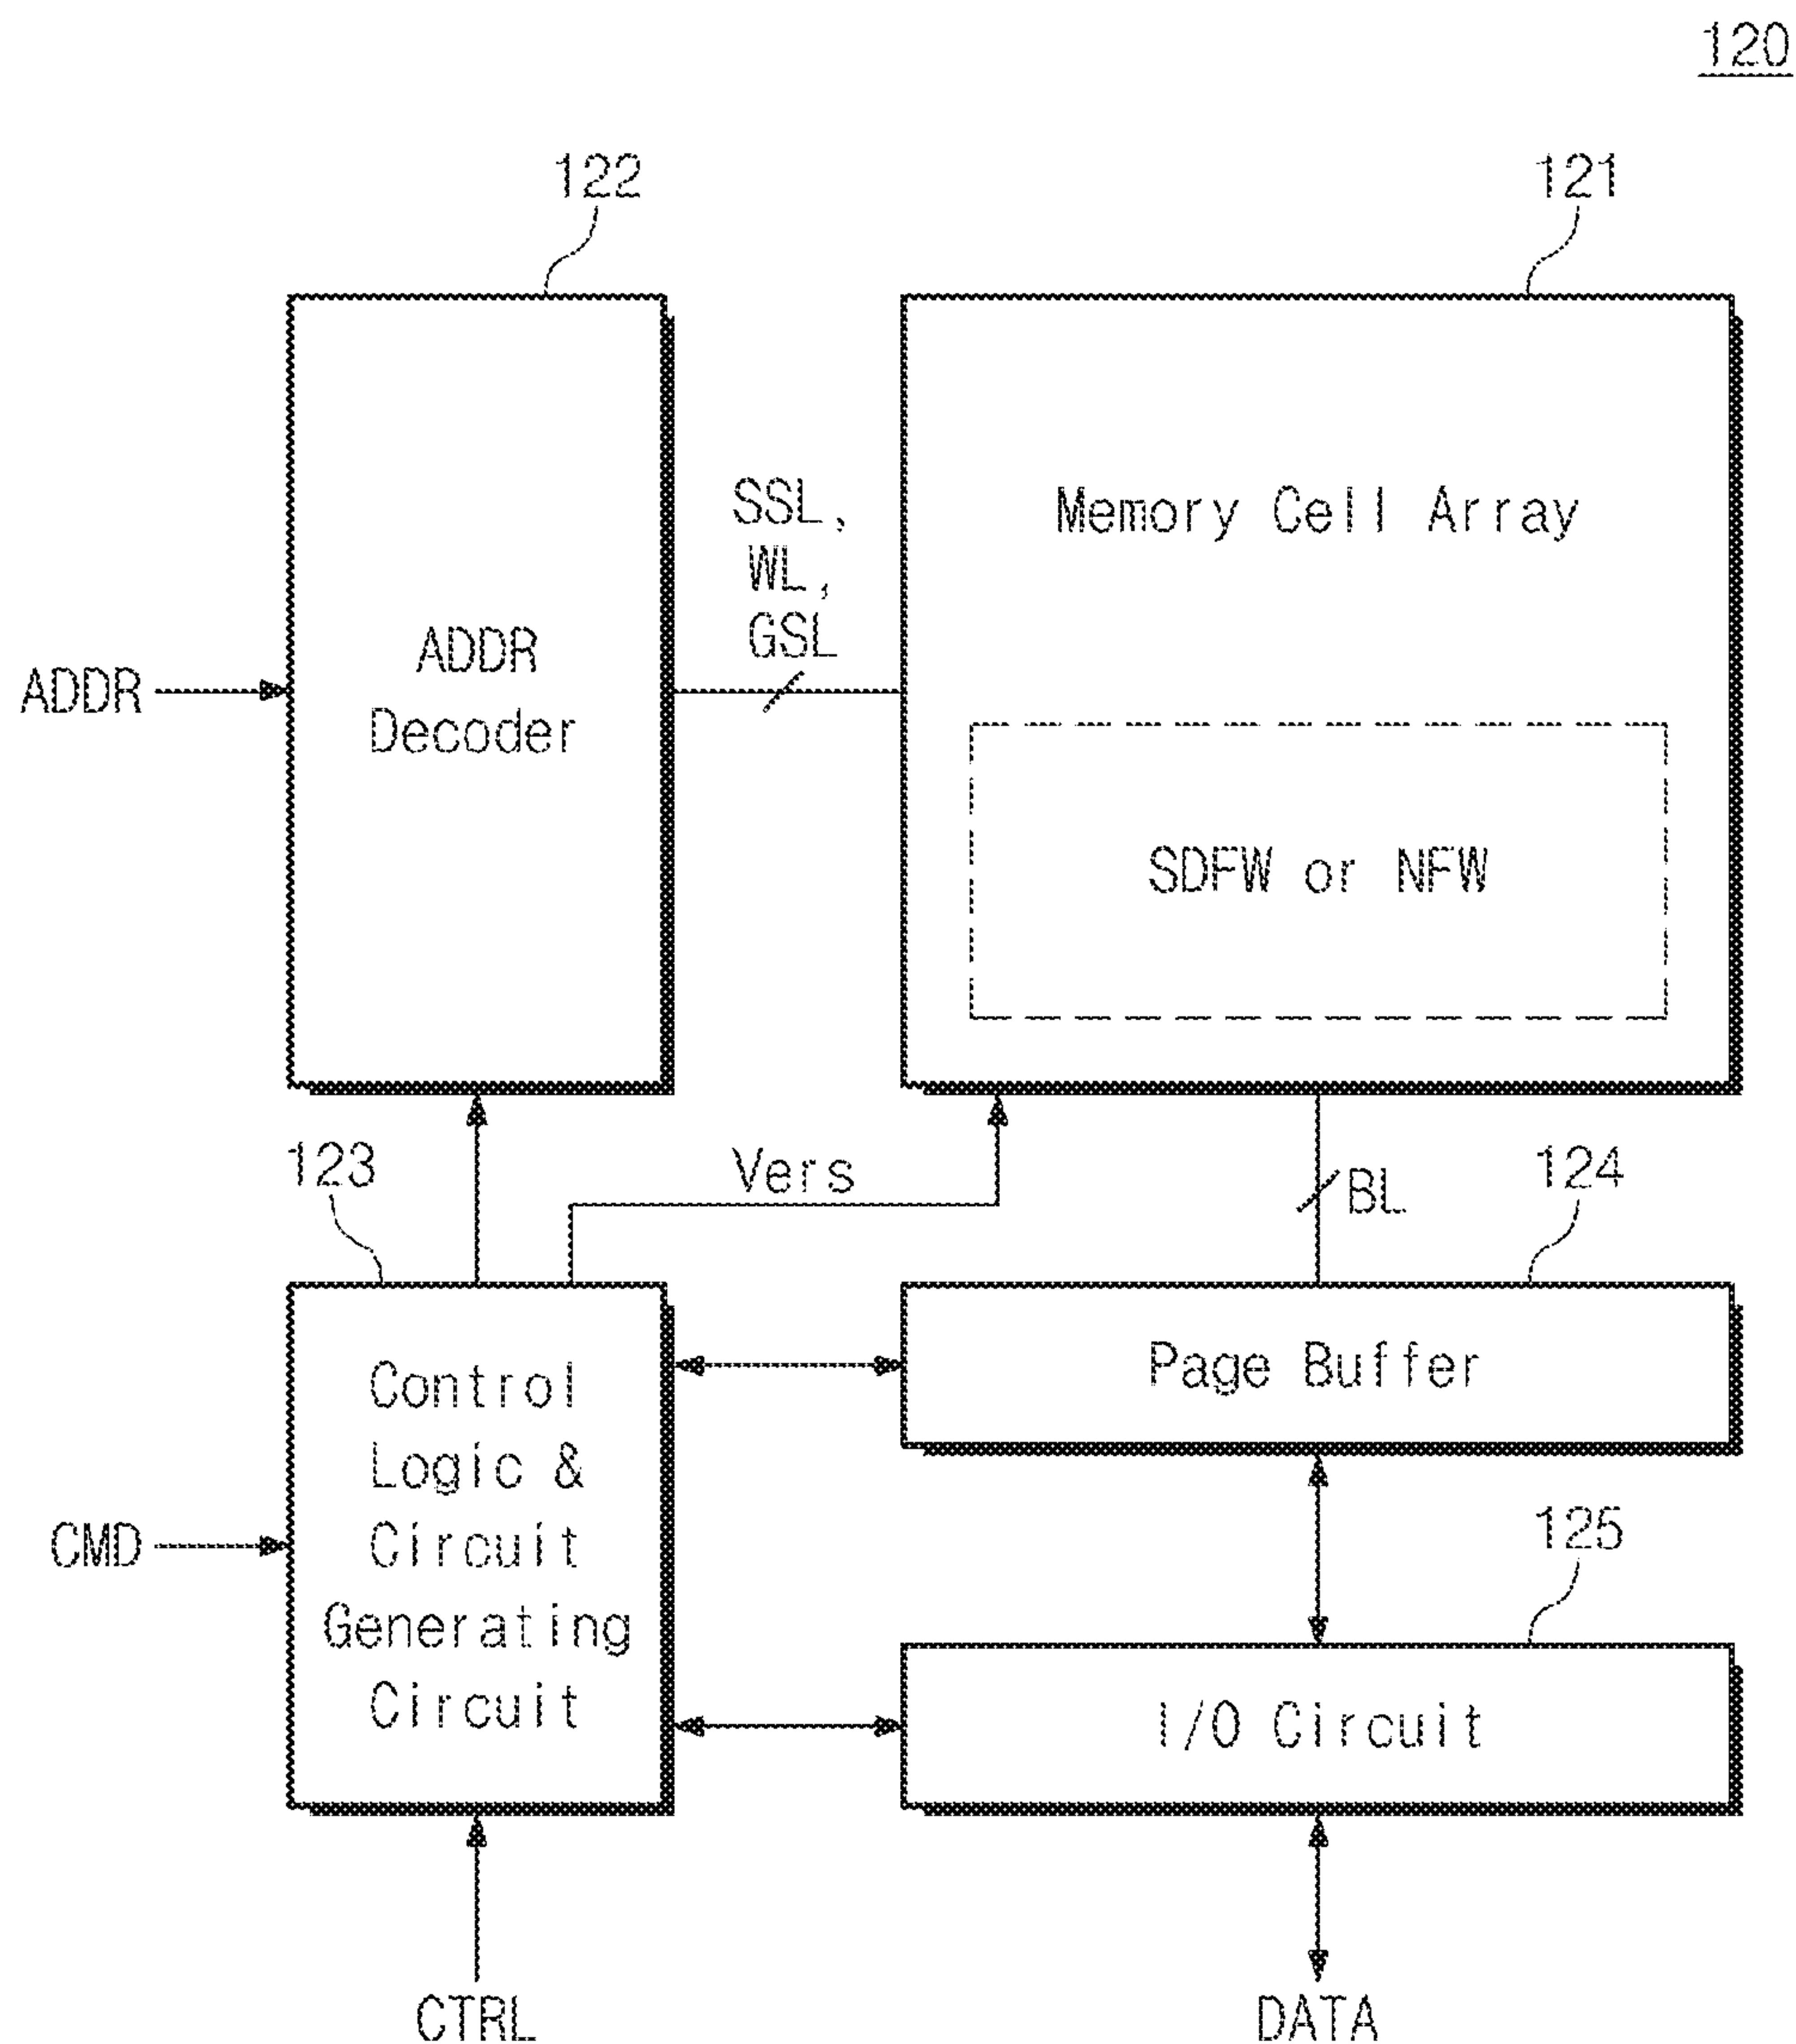 120
122
121
SSL,
WL,
GSL
Memory Cell Array
ADDR
ADDR
Decoder
SDFW or NFW
123
Vers
BL
124
Control
Logic &
Circuit
Generating
Circuit
Page Buffer
CMD
125
I/O Circuit
CTRL
DATA